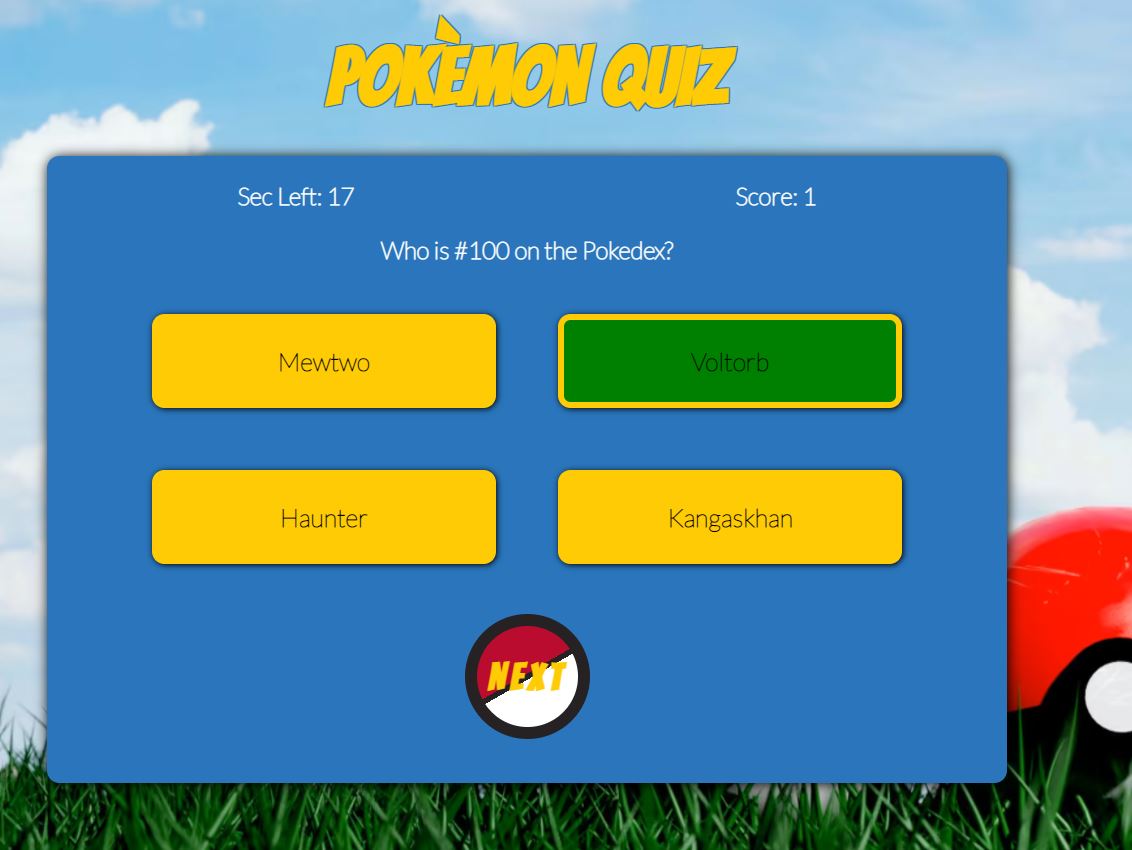 POKÈMON QUIZ
Sec Left: 17
Score: 1
Who is #100 on the Pokedex?
Mewtwo
Voltorb
Haunter
Kangaskhan
NEXT